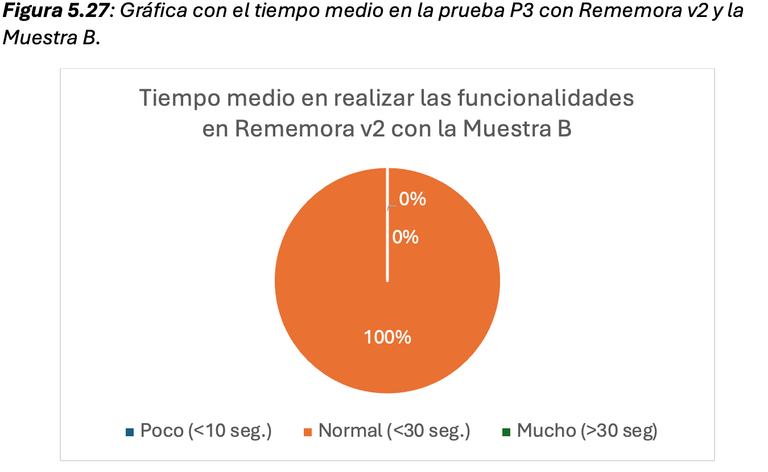 Figura 5.27: Gráfica con el tiempo medio en la prueba P3 con Rememora v2 y la
Muestra B.
Tiempo medio en realizar las funcionalidades
en Rememora v2 con la Muestra B
0%
0%
100%
Poco (<10 seg.) Normal (<30 seg.) Mucho (>30 seg)